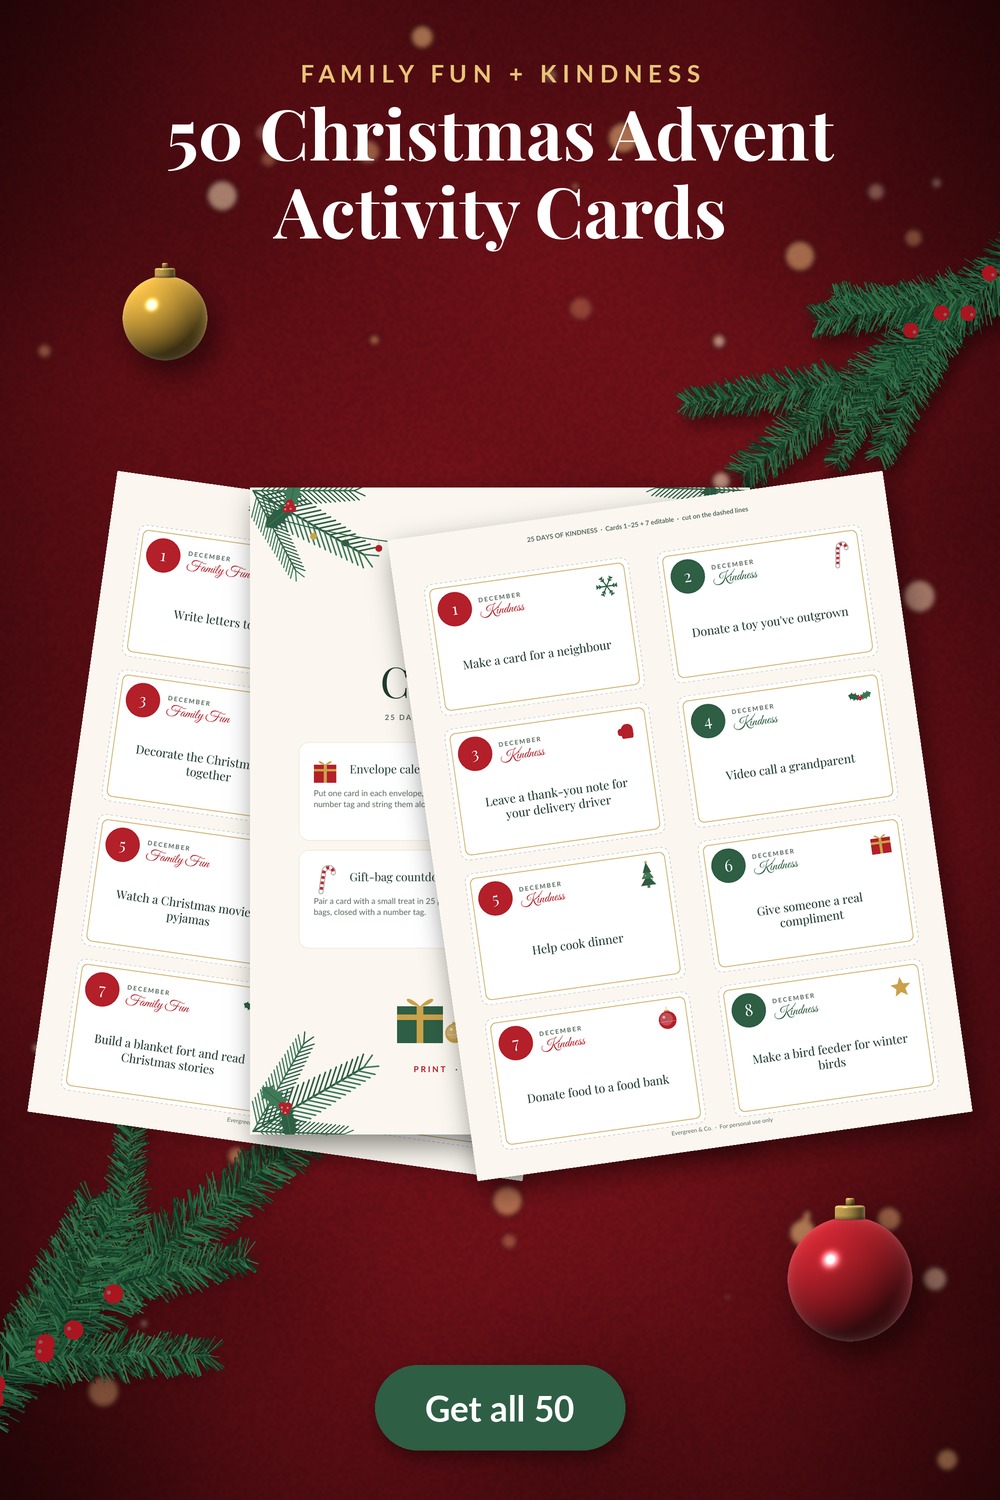 FAMILY FUN + KINDNESS
50 Christmas Advent
Activity Cards
1
DECEMBER
Family Fun
Write letters to
3
DECEMBER
Family Fun
Decorate the Christm
together
5
DECEMBER
Family Fun
Watch a Christmas movie
pyjamas
7
DECEMBER
Family Fun
Build a blanket fort and read
Christmas stories
Evergreen
C
25 DA
Envelope cale
Put one card in each envelope,
number tag and string them alo
Gift-bag countdo
Pair a card with a small treat in 25
bags, closed with a number tag.
PRINT ·
25 DAYS OF KINDNESS · Cards 1–25 + 7 editable · cut on the dashed lines
1
DECEMBER
Kindness
Make a card for a neighbour
2
DECEMBER
Kindness
Donate a toy you've outgrown
3
DECEMBER
Kindness
Leave a thank-you note for
your delivery driver
4
DECEMBER
Kindness
Video call a grandparent
5
DECEMBER
Kindness
Help cook dinner
6
DECEMBER
Kindness
Give someone a real
compliment
7
DECEMBER
Kindness
Donate food to a food bank
8
DECEMBER
Kindness
Make a bird feeder for winter
birds
Evergreen & Co. · For personal use only
Get all 50